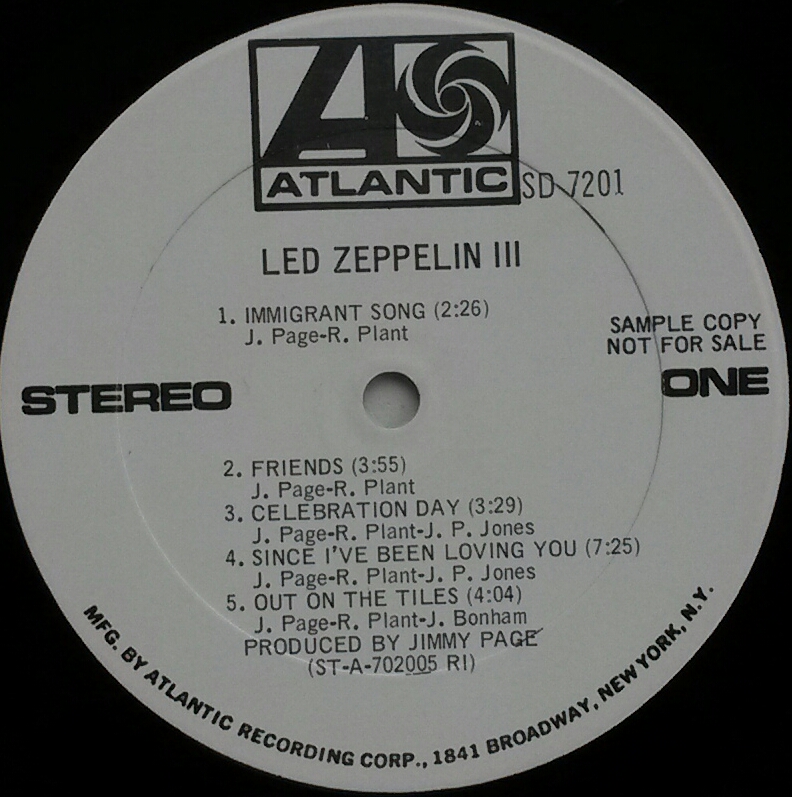 ATLANTIC
SD 7201
LED ZEPPELIN III
1. IMMIGRANT SONG (2:26)
J. Page-R. Plant
SAMPLE COPY
NOT FOR SALE
STEREO
ONE
2. FRIENDS (3:55)
J. Page-R. Plant
3. CELEBRATION DAY (3:29)
J. Page-R. Plant-J. P. Jones
4. SINCE I'VE BEEN LOVING YOU (7:25)
J. Page-R. Plant-J. P. Jones
5. OUT ON THE TILES (4:04)
J. Page-R. Plant-J. Bonham
PRODUCED BY JIMMY PAGE
(ST-A-702005 RI)
MFG. BY ATLANTIC RECORDING CORP., 1841 BROADWAY, NEW YORK, N.Y.